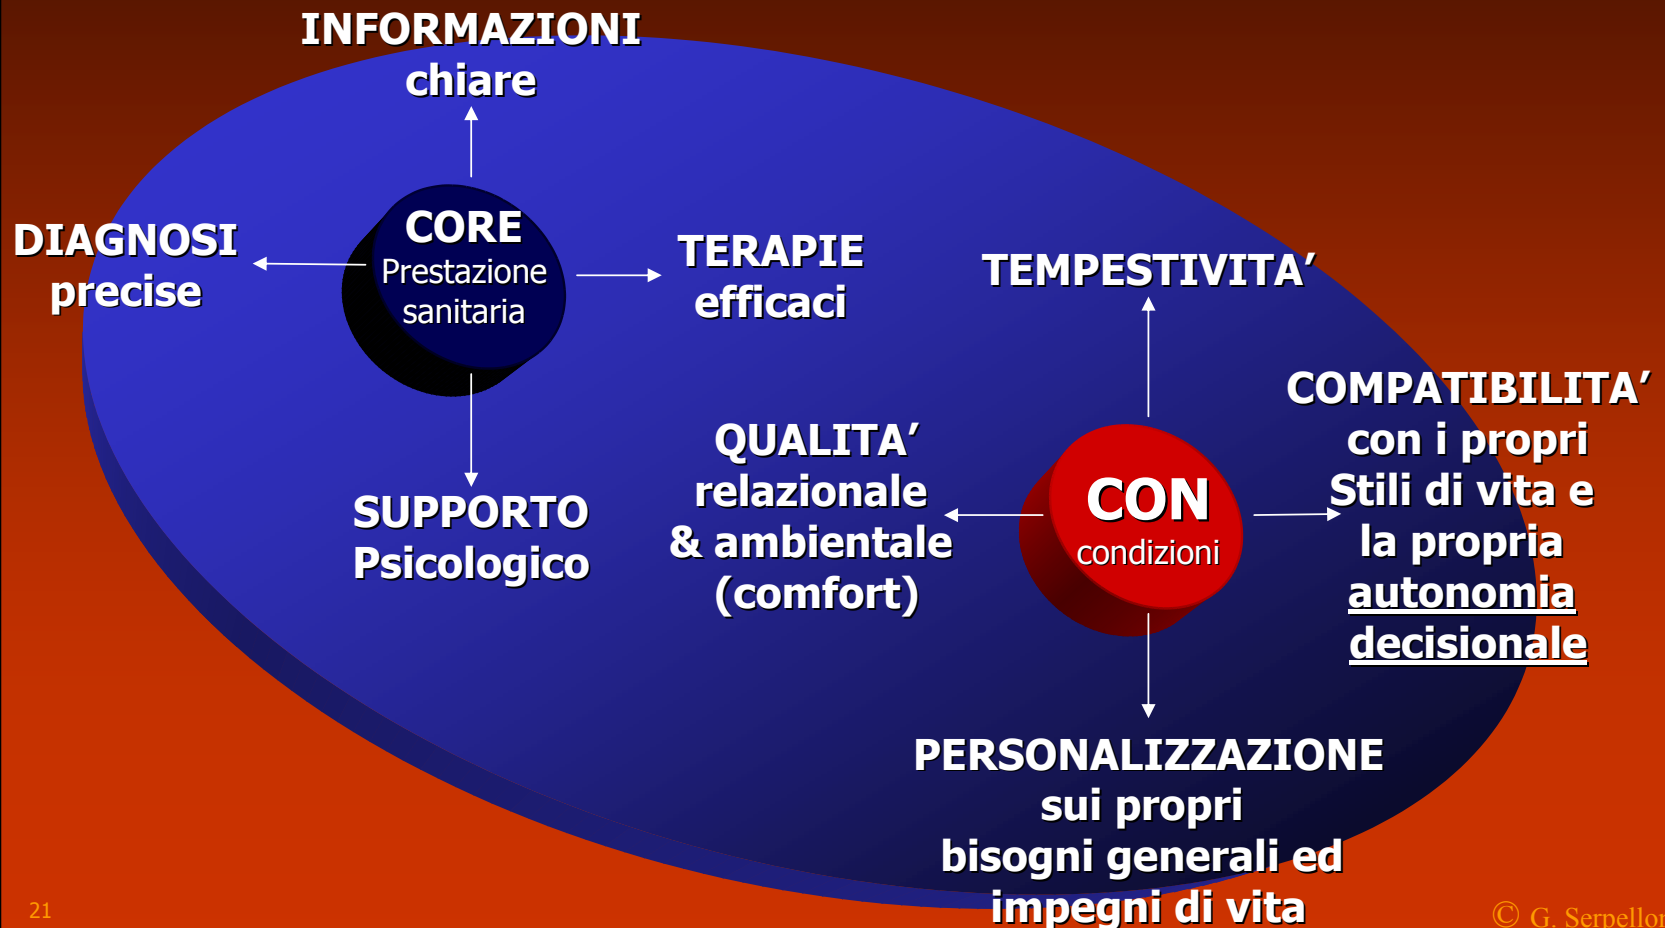 INFORMAZIONI
chiare
DIAGNOSI
precise
CORE
Prestazione
sanitaria
TERAPIE
efficaci
SUPPORTO
Psicologico
TEMPESTIVITA’
QUALITA’
relazionale
& ambientale
(comfort)
CON
condizioni
COMPATIBILITA’
con i propri
Stili di vita e
la propria
autonomia
decisionale
PERSONALIZZAZIONE
sui propri
bisogni generali ed
impegni di vita
21
© G.